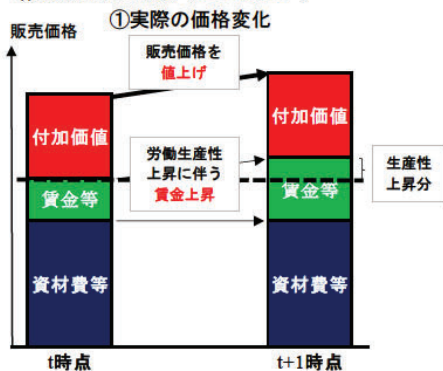 ①実際の価格変化
販売価格
販売価格を
値上げ
付加価値
付加価値
労働生産性
上昇に伴う
賃金上昇
生産性
上昇分
賃金等
賃金等
資材費等
資材費等
t時点
t+1時点